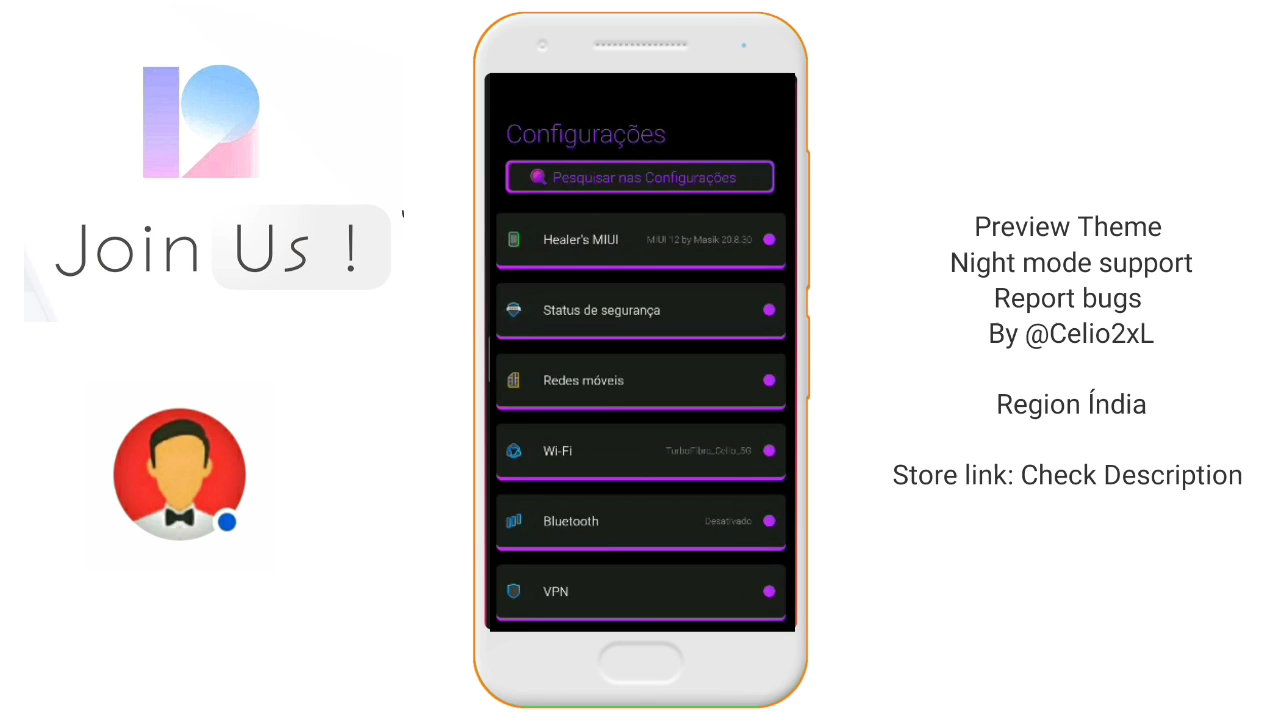 Join Us !
Configurações
Pesquisar nas Configurações
Healer's MIUI MIUI 12 by Masik 20.8.30
Status de segurança
Redes móveis
Wi-Fi TurboFibra_Celio_5G
Bluetooth Desativado
VPN
Preview Theme
Night mode support
Report bugs
By @Celio2xL
Region Índia
Store link: Check Description